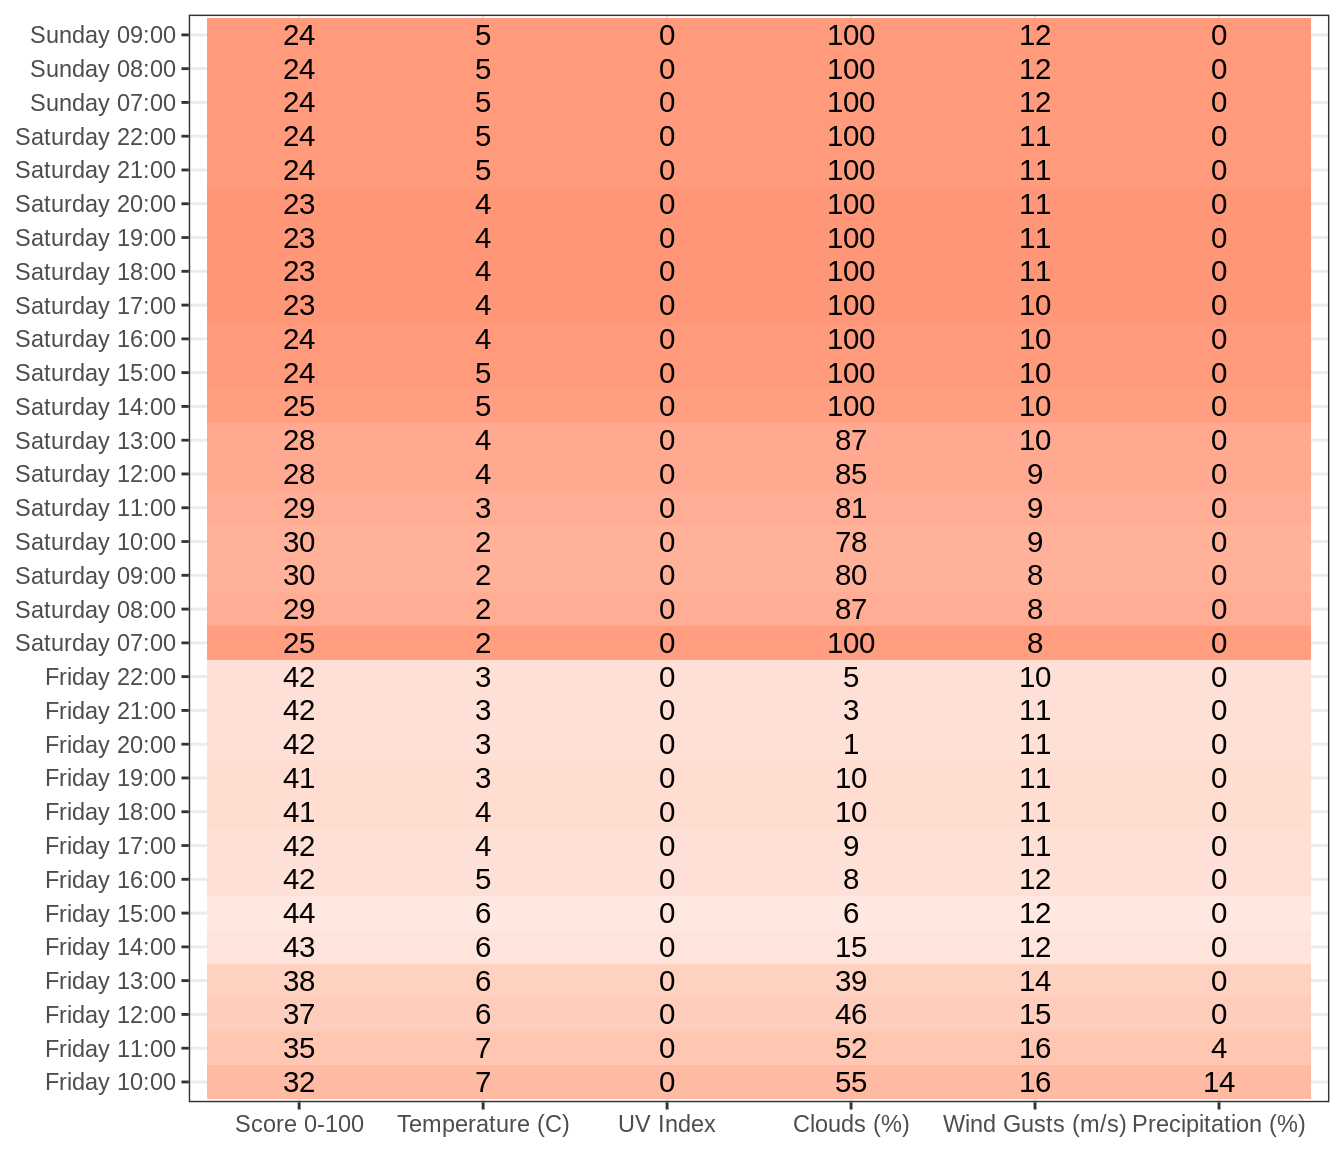 Sunday 09:00 24 5 0 100 12 0
Sunday 08:00 24 5 0 100 12 0
Sunday 07:00 24 5 0 100 12 0
Saturday 22:00 24 5 0 100 11 0
Saturday 21:00 24 5 0 100 11 0
Saturday 20:00 23 4 0 100 11 0
Saturday 19:00 23 4 0 100 11 0
Saturday 18:00 23 4 0 100 11 0
Saturday 17:00 23 4 0 100 10 0
Saturday 16:00 24 4 0 100 10 0
Saturday 15:00 24 5 0 100 10 0
Saturday 14:00 25 5 0 100 10 0
Saturday 13:00 28 4 0 87 10 0
Saturday 12:00 28 4 0 85 9 0
Saturday 11:00 29 3 0 81 9 0
Saturday 10:00 30 2 0 78 9 0
Saturday 09:00 30 2 0 80 8 0
Saturday 08:00 29 2 0 87 8 0
Saturday 07:00 25 2 0 100 8 0
Friday 22:00 42 3 0 5 10 0
Friday 21:00 42 3 0 3 11 0
Friday 20:00 42 3 0 1 11 0
Friday 19:00 41 3 0 10 11 0
Friday 18:00 41 4 0 10 11 0
Friday 17:00 42 4 0 9 11 0
Friday 16:00 42 5 0 8 12 0
Friday 15:00 44 6 0 6 12 0
Friday 14:00 43 6 0 15 12 0
Friday 13:00 38 6 0 39 14 0
Friday 12:00 37 6 0 46 15 0
Friday 11:00 35 7 0 52 16 4
Friday 10:00 32 7 0 55 16 14
Score 0-100 Temperature (C) UV Index Clouds (%) Wind Gusts (m/s) Precipitation (%)